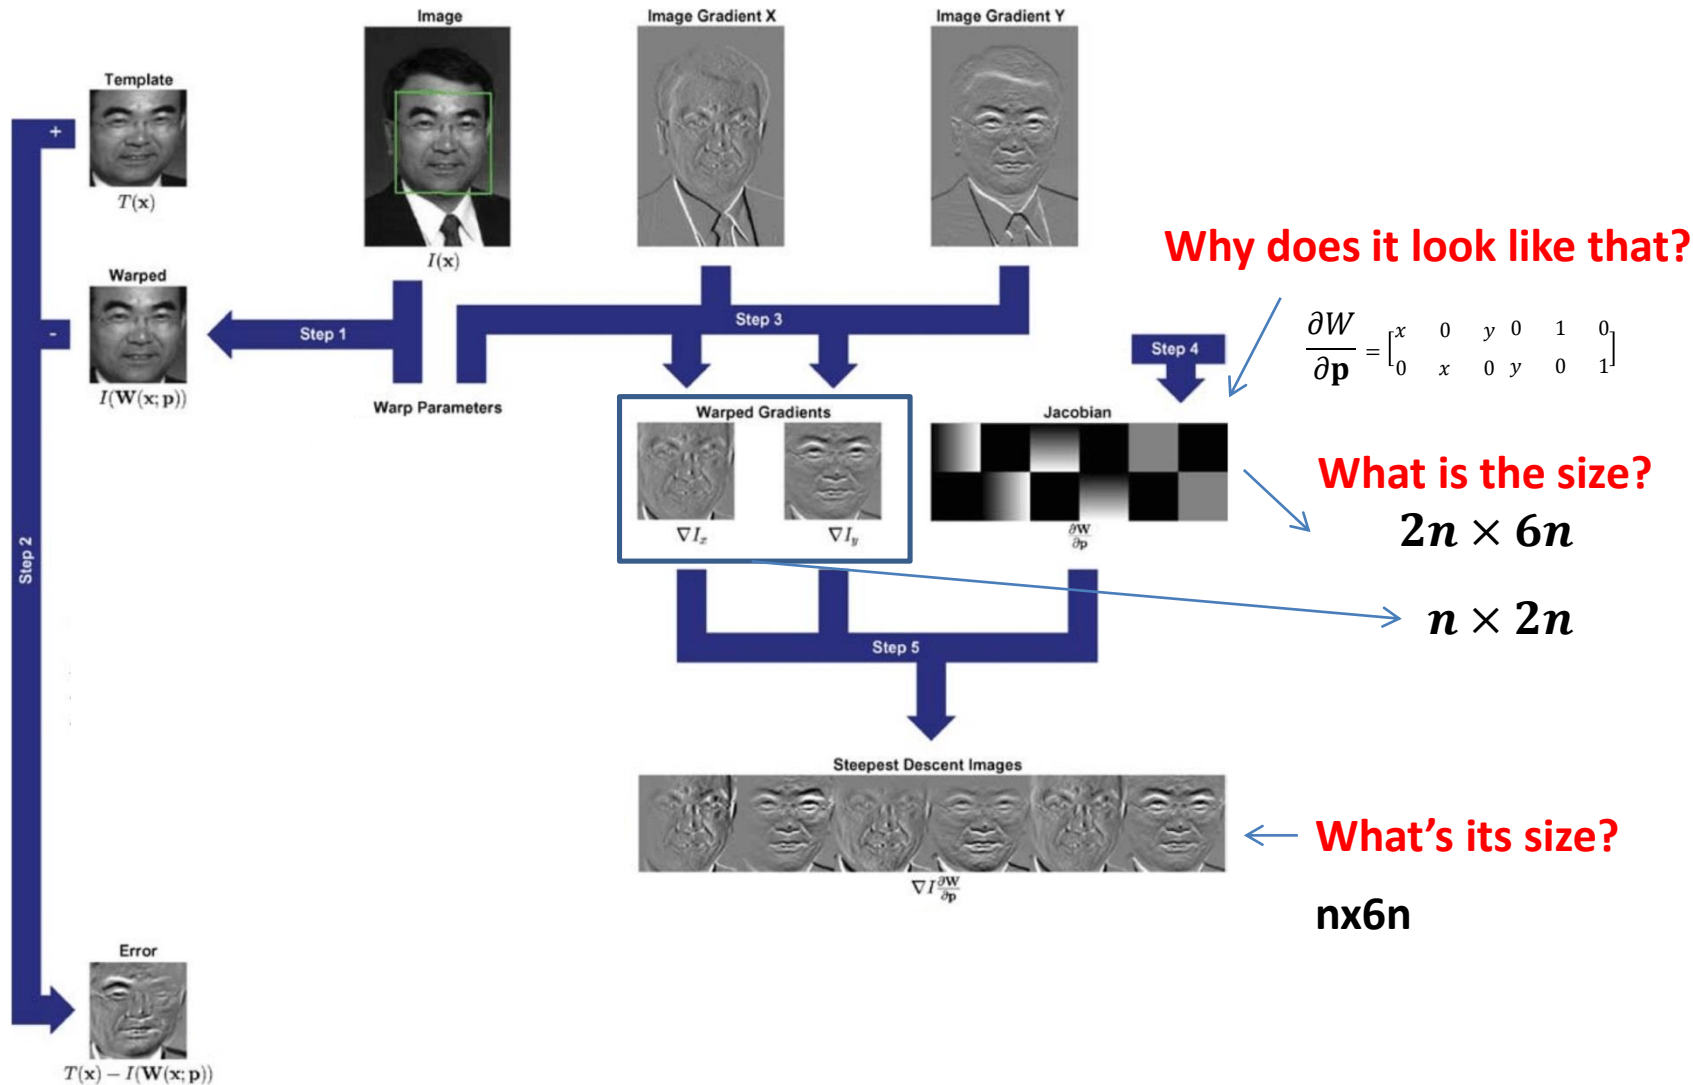 Image
Image Gradient X
Image Gradient Y
Template
+
T(x)
I(x)
Why does it look like that?
Warped
-
I(W(x; p))
Step 1
Step 3
Step 4
∂W/∂p = [x 0 y 0 1 0
0 x 0 y 0 1]
Warp Parameters
Warped Gradients
∇I_x
∇I_y
Jacobian
∂W/∂p
What is the size?
2n × 6n
n × 2n
Step 2
Step 5
Steepest Descent Images
∇I ∂W/∂p
What's its size?
nx6n
Error
T(x) − I(W(x; p))